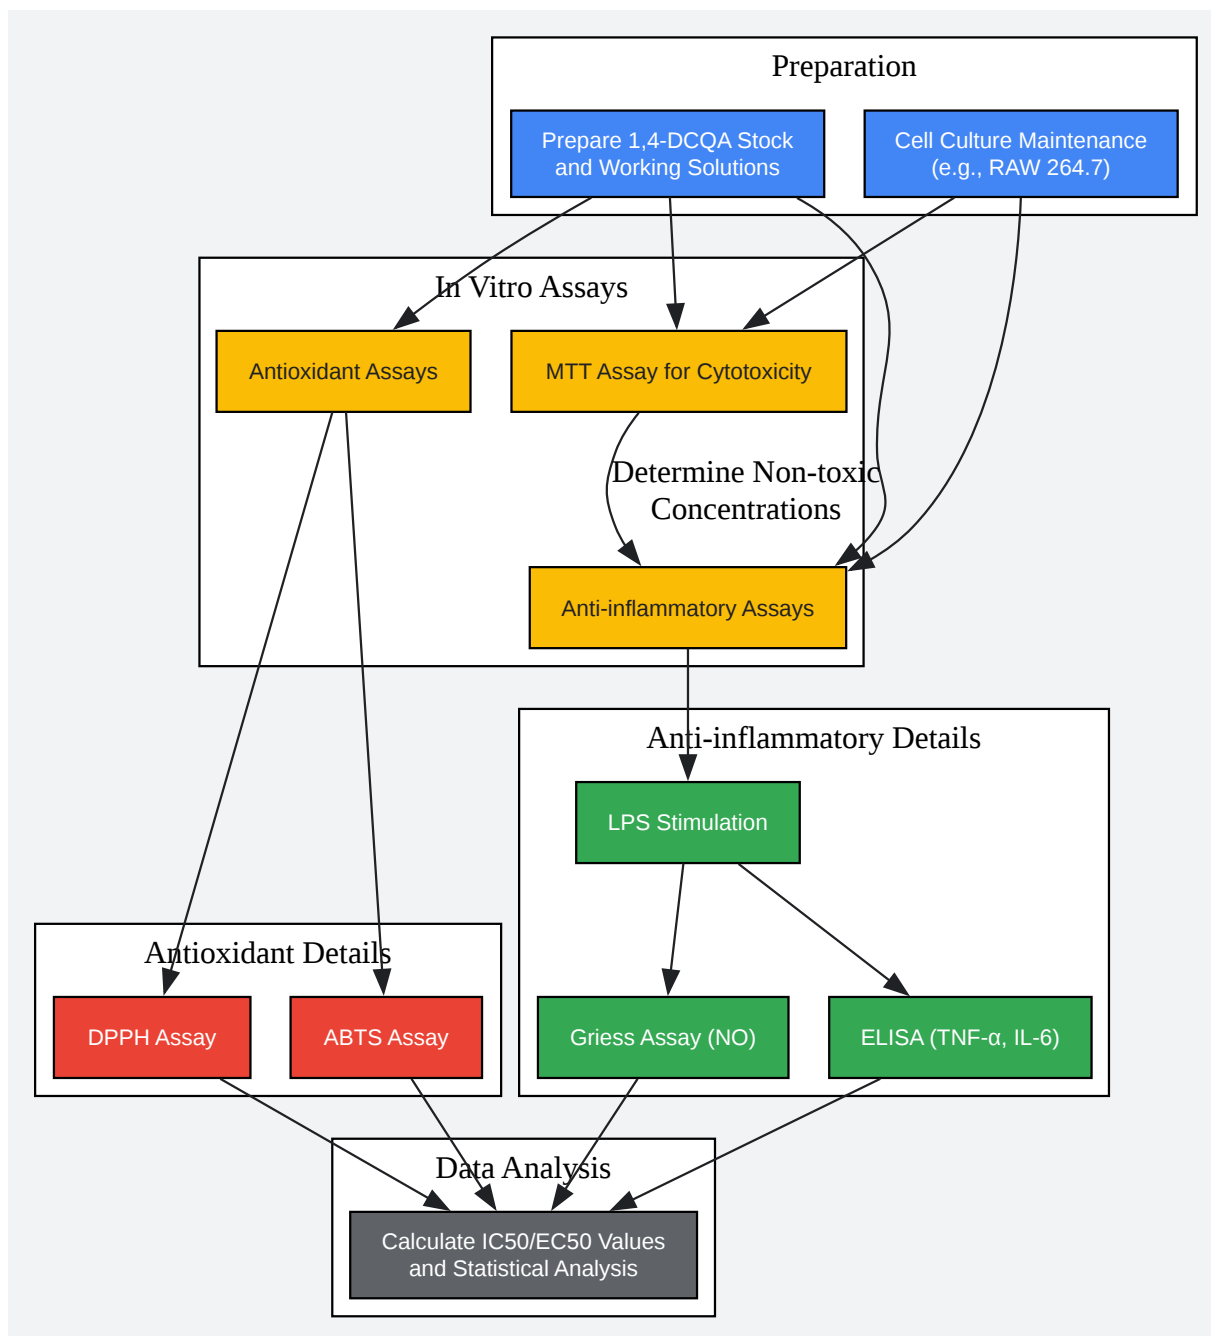 Preparation
Prepare 1,4-DCQA Stock
and Working Solutions
Cell Culture Maintenance
(e.g., RAW 264.7)
In Vitro Assays
Antioxidant Assays
MTT Assay for Cytotoxicity
Determine Non-toxic
Concentrations
Anti-inflammatory Assays
Anti-inflammatory Details
LPS Stimulation
Antioxidant Details
DPPH Assay
ABTS Assay
Griess Assay (NO)
ELISA (TNF-α, IL-6)
Data Analysis
Calculate IC50/EC50 Values
and Statistical Analysis